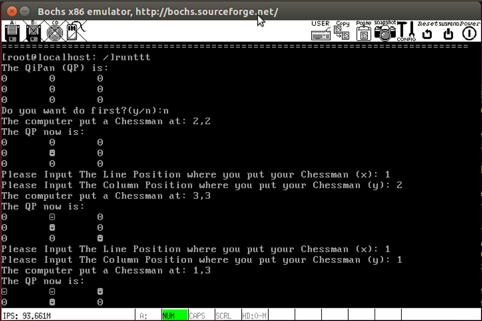 Bochs x86 emulator, http://bochs.sourceforge.net/
USER Copy Paste snapshot Reset SUSPEND Power
CONFIG
================================================================================
[root@localhost: /]runttt
The QiPan (QP) is:
0 0 0
0 0 0
0 0 0
Do you want do first?(y/n):n
The computer put a Chessman at: 2,2
The QP now is:
0 0 0
0 0
0 0 0
Please Input The Line Position where you put your Chessman (x): 1
Please Input The Column Position where you put your Chessman (y): 2
The computer put a Chessman at: 3,3
The QP now is:
0 0
0 0
0 0
Please Input The Line Position where you put your Chessman (x): 1
Please Input The Column Position where you put your Chessman (y): 1
The computer put a Chessman at: 1,3
The QP now is:
0 0
IPS: 93,661M A: NUM CAPS SCRL HD:0-M